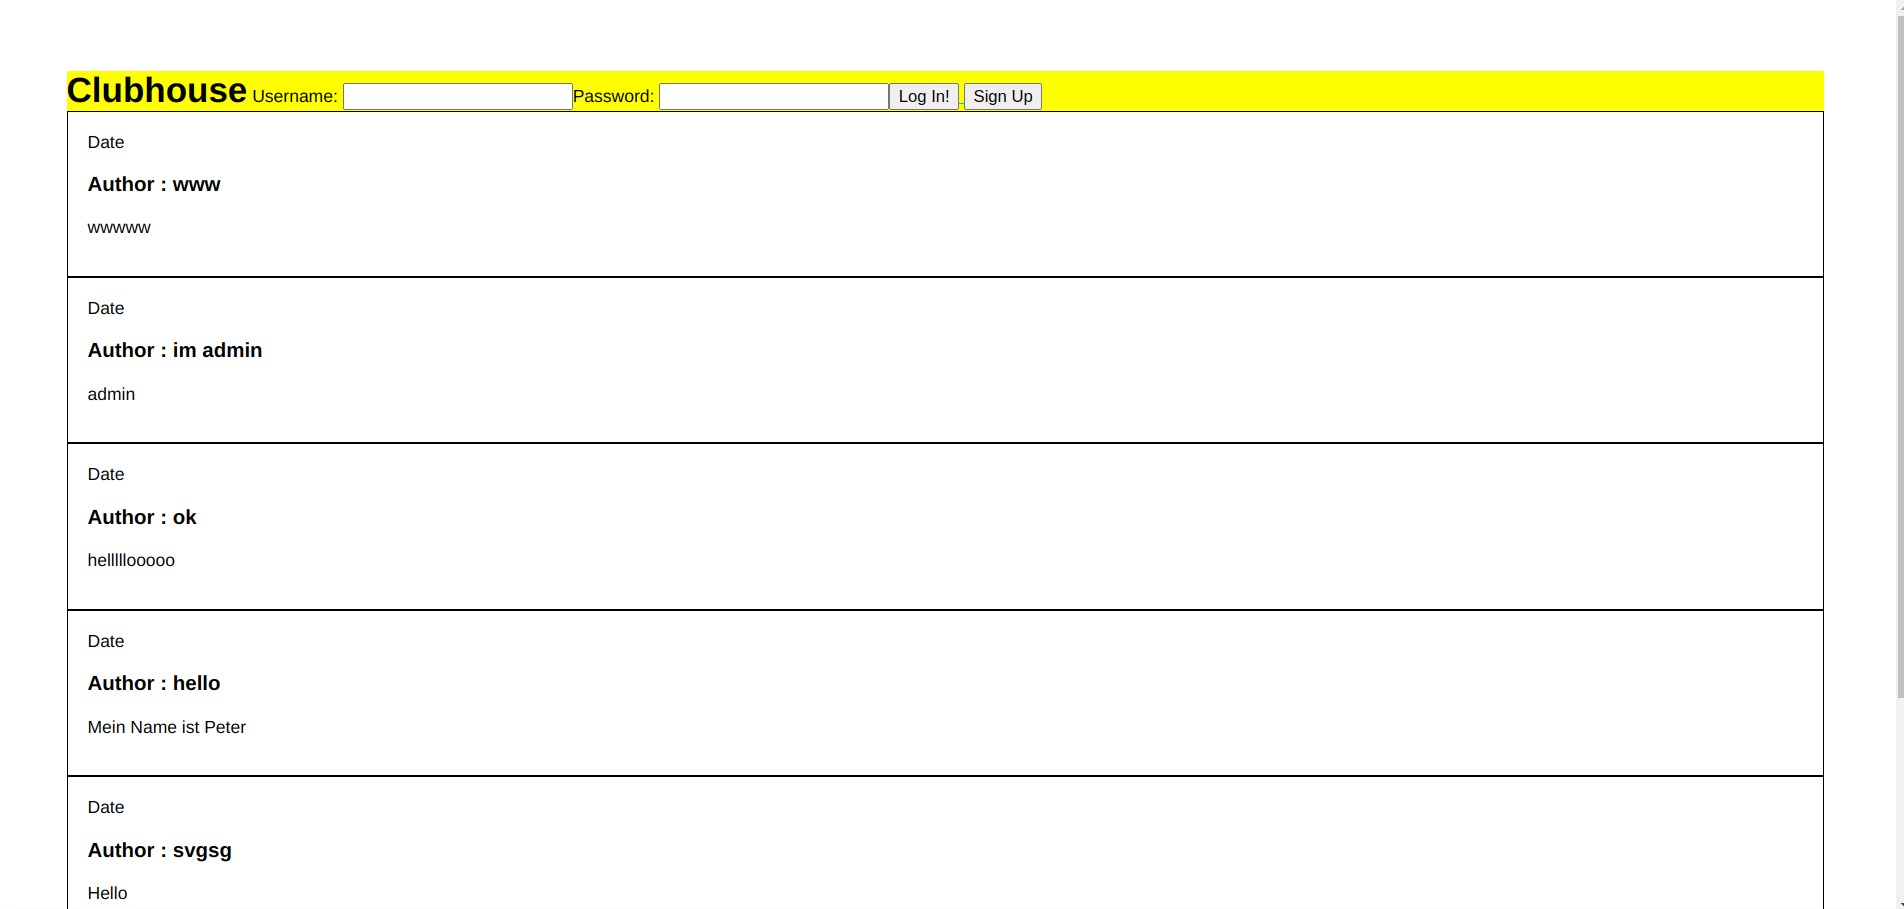 Clubhouse Username: Password: Log In! Sign Up
Date
Author : www
wwwww
Date
Author : im admin
admin
Date
Author : ok
helllllooooo
Date
Author : hello
Mein Name ist Peter
Date
Author : svgsg
Hello